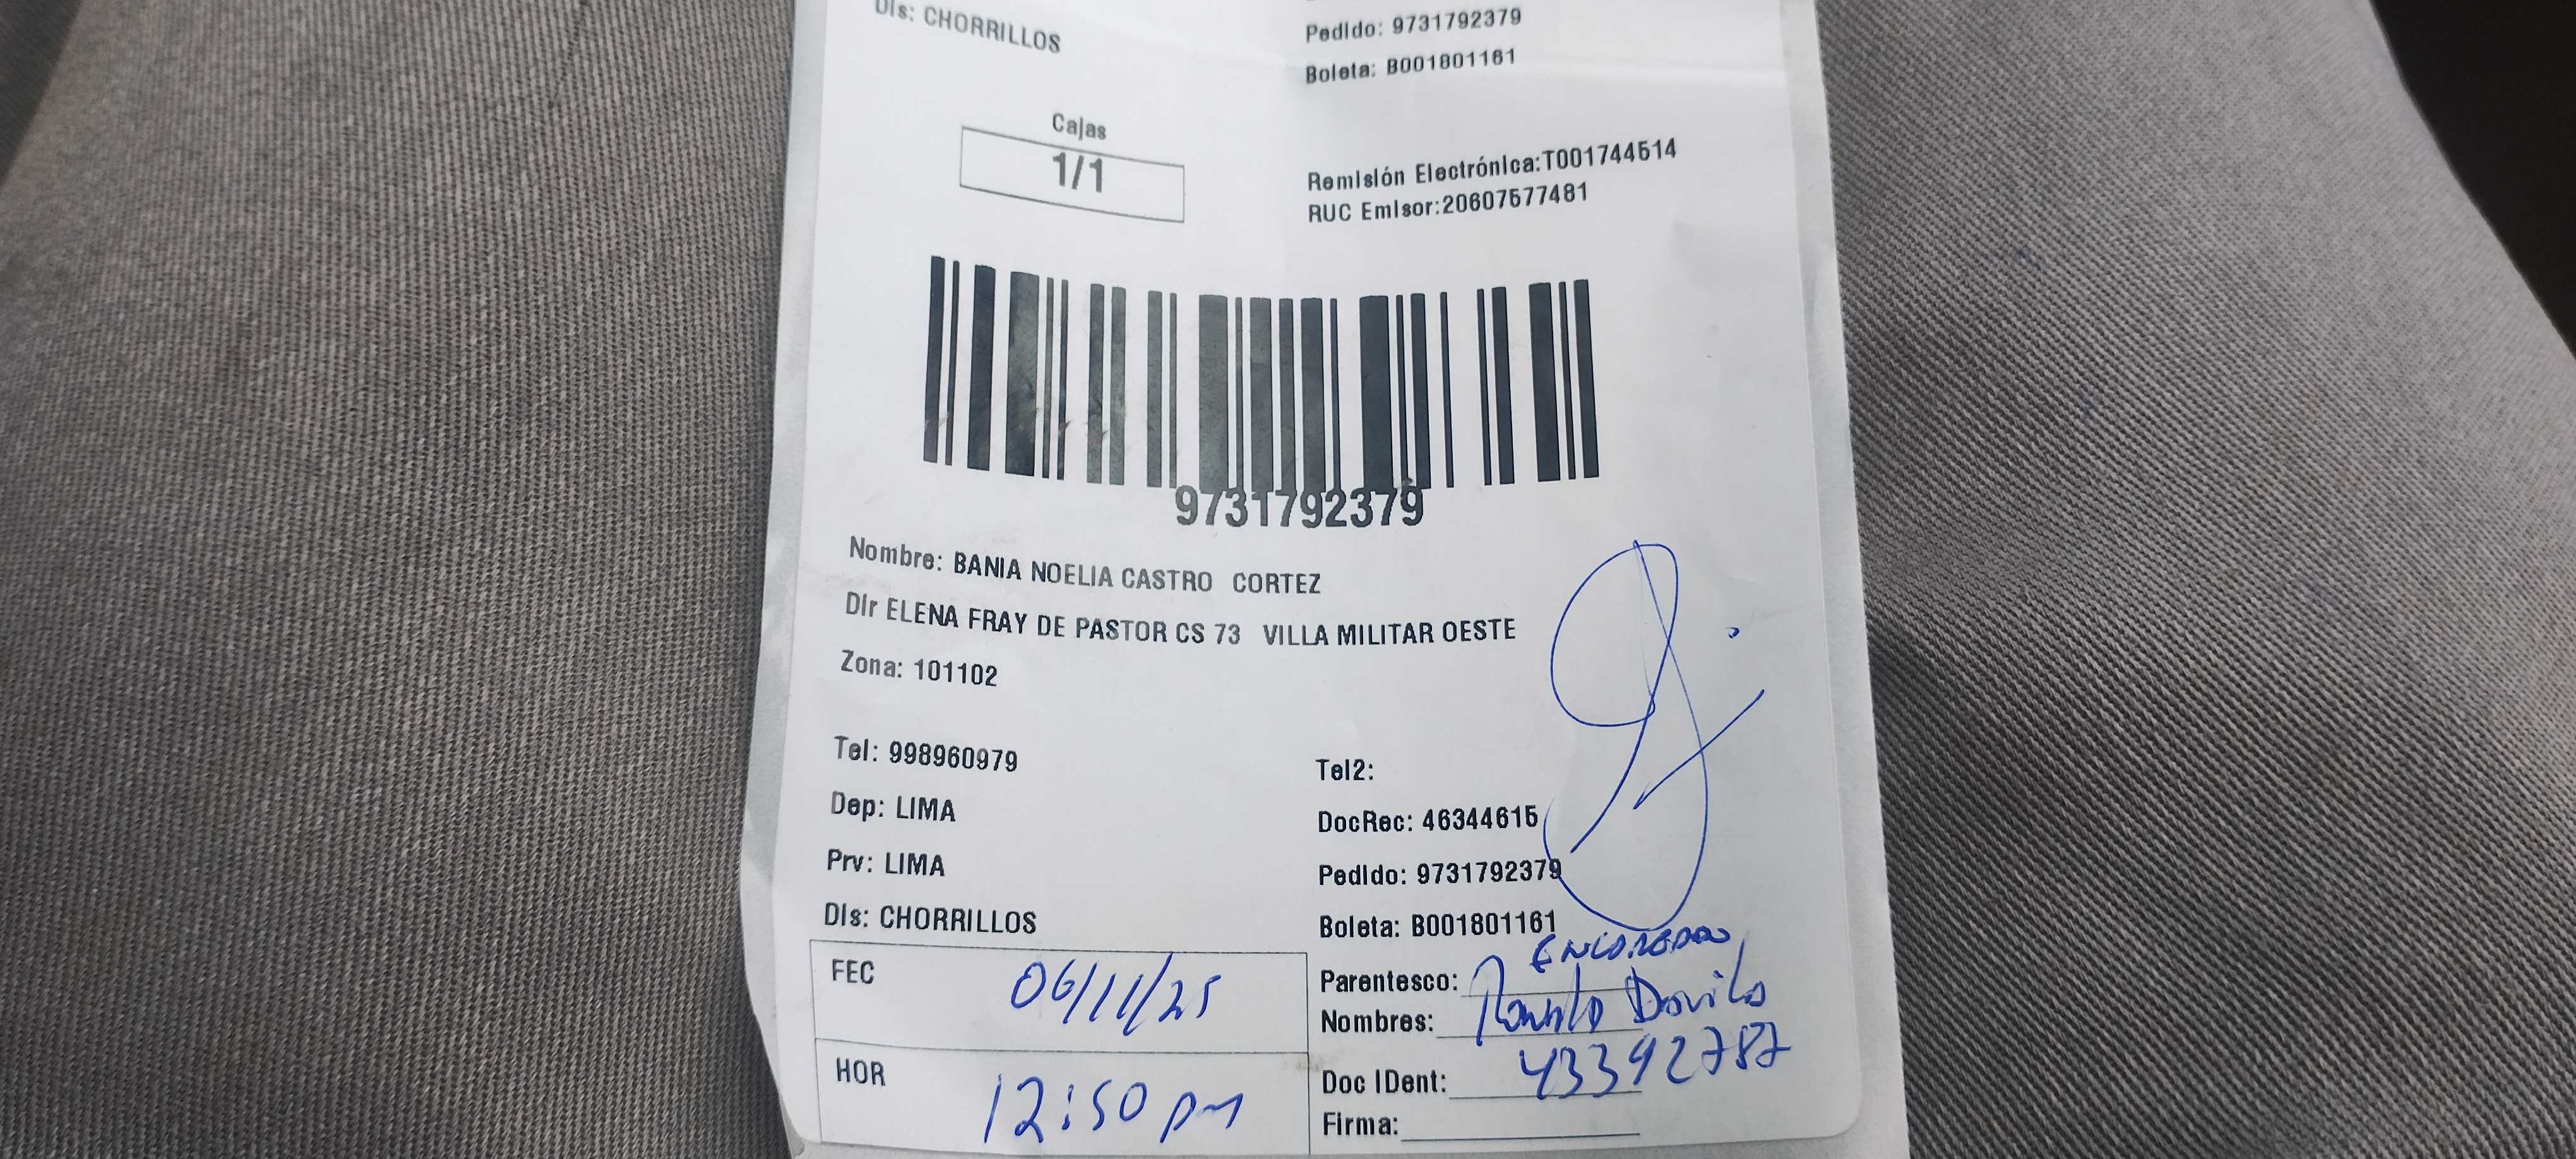 Dis: CHORRILLOS
Pedido: 9731792379
Boleta: B001801161
Cajas
1/1
Remisión Electrónica:T001744514
RUC Emisor:20607577481
9731792379
Nombre: BANIA NOELIA CASTRO CORTEZ
Dir ELENA FRAY DE PASTOR CS 73 VILLA MILITAR OESTE
Zona: 101102
Tel: 998960979
Tel2:
Dep: LIMA
DocRec: 46344615
Prv: LIMA
Pedido: 9731792379
Dis: CHORRILLOS
Boleta: B001801161
FEC 06/11/25
Parentesco:
Nombres: Davila
HOR 12:50 pm
Doc IDent: 43392787
Firma: